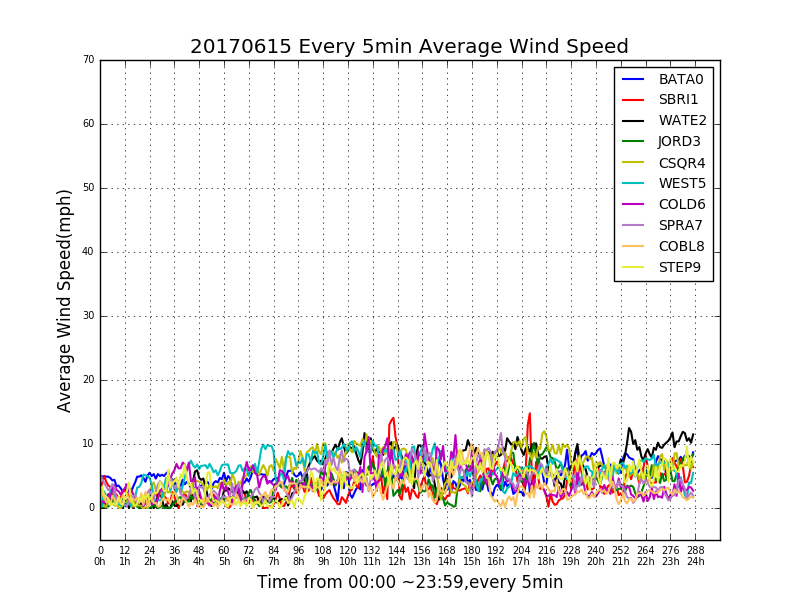 20170615 Every 5min Average Wind Speed
70
60
50
40
30
20
10
0
Average Wind Speed(mph)
BATA0
SBRI1
WATE2
JORD3
CSQR4
WEST5
COLD6
SPRA7
COBL8
STEP9
0 12 24 36 48 60 72 84 96 108 120 132 144 156 168 180 192 204 216 228 240 252 264 276 288
0h 1h 2h 3h 4h 5h 6h 7h 8h 9h 10h 11h 12h 13h 14h 15h 16h 17h 18h 19h 20h 21h 22h 23h 24h
Time from 00:00 ~23:59,every 5min